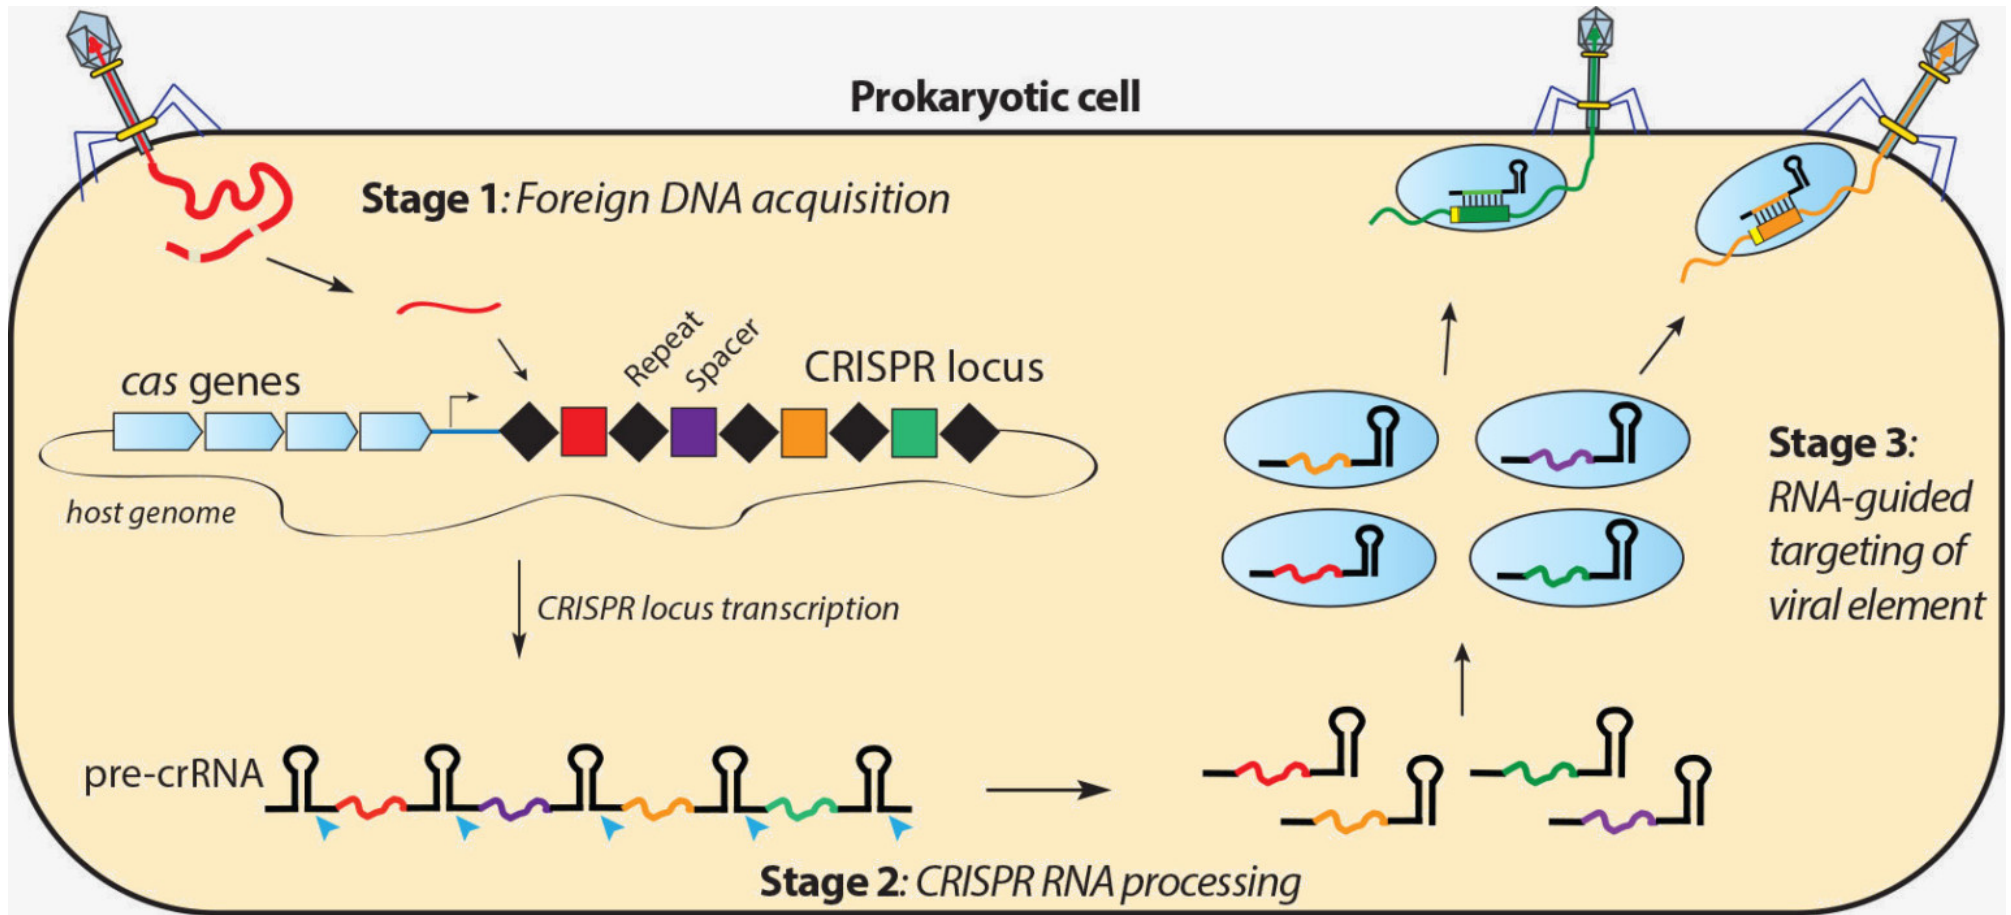 Prokaryotic cell
Stage 1: Foreign DNA acquisition
Repeat
Spacer
cas genes
CRISPR locus
host genome
CRISPR locus transcription
pre-crRNA
Stage 2: CRISPR RNA processing
Stage 3:
RNA-guided
targeting of
viral element